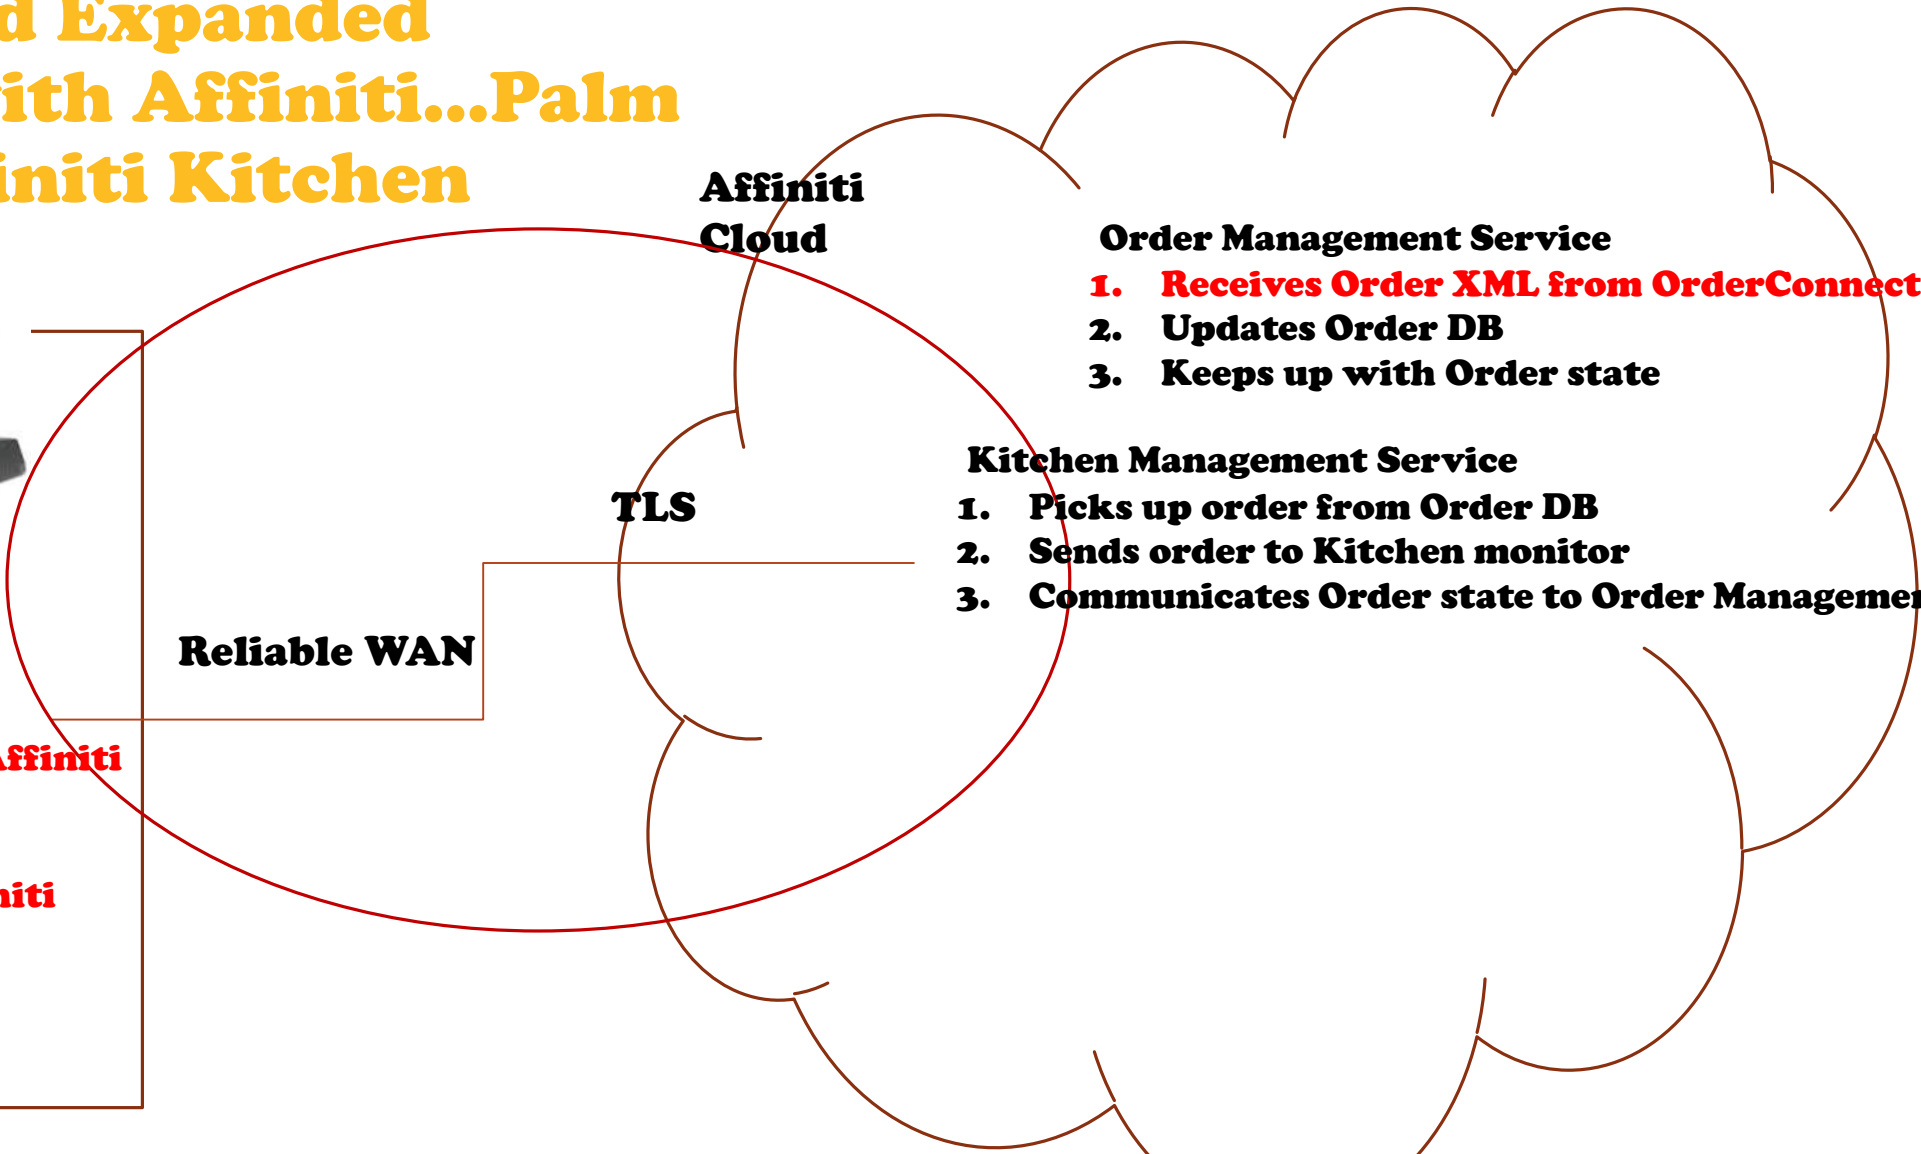 d Expanded
ith Affiniti...Palm
initi Kitchen
Affiniti
Cloud
Order Management Service
1. Receives Order XML from OrderConnect
2. Updates Order DB
3. Keeps up with Order state
Kitchen Management Service
1. Picks up order from Order DB
2. Sends order to Kitchen monitor
3. Communicates Order state to Order Managemen
TLS
Reliable WAN
Affiniti
niti